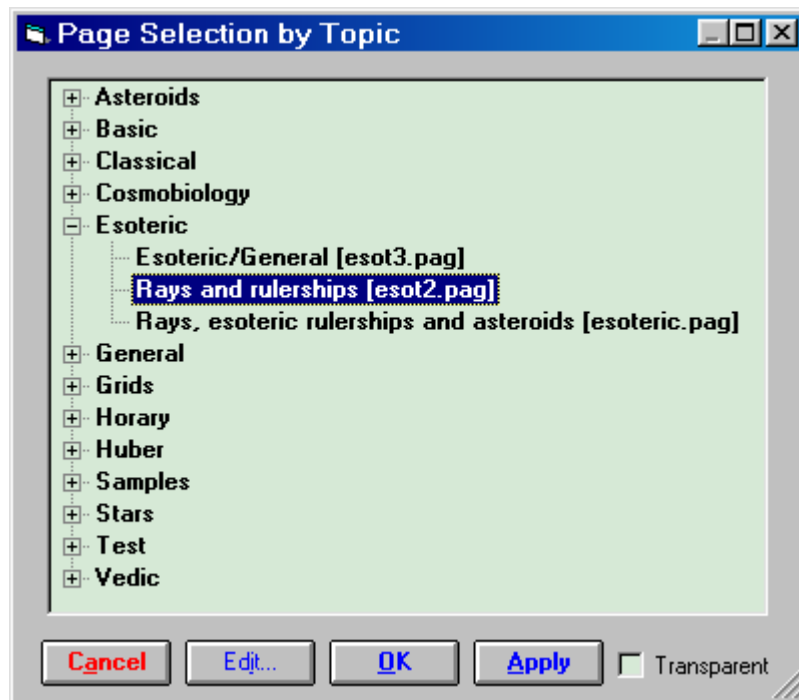 Page Selection by Topic
Asteroids
Basic
Classical
Cosmobiology
Esoteric
Esoteric/General [esot3.pag]
Rays and rulerships [esot2.pag]
Rays, esoteric rulerships and asteroids [esoteric.pag]
General
Grids
Horary
Huber
Samples
Stars
Test
Vedic
Cancel Edit... OK Apply Transparent